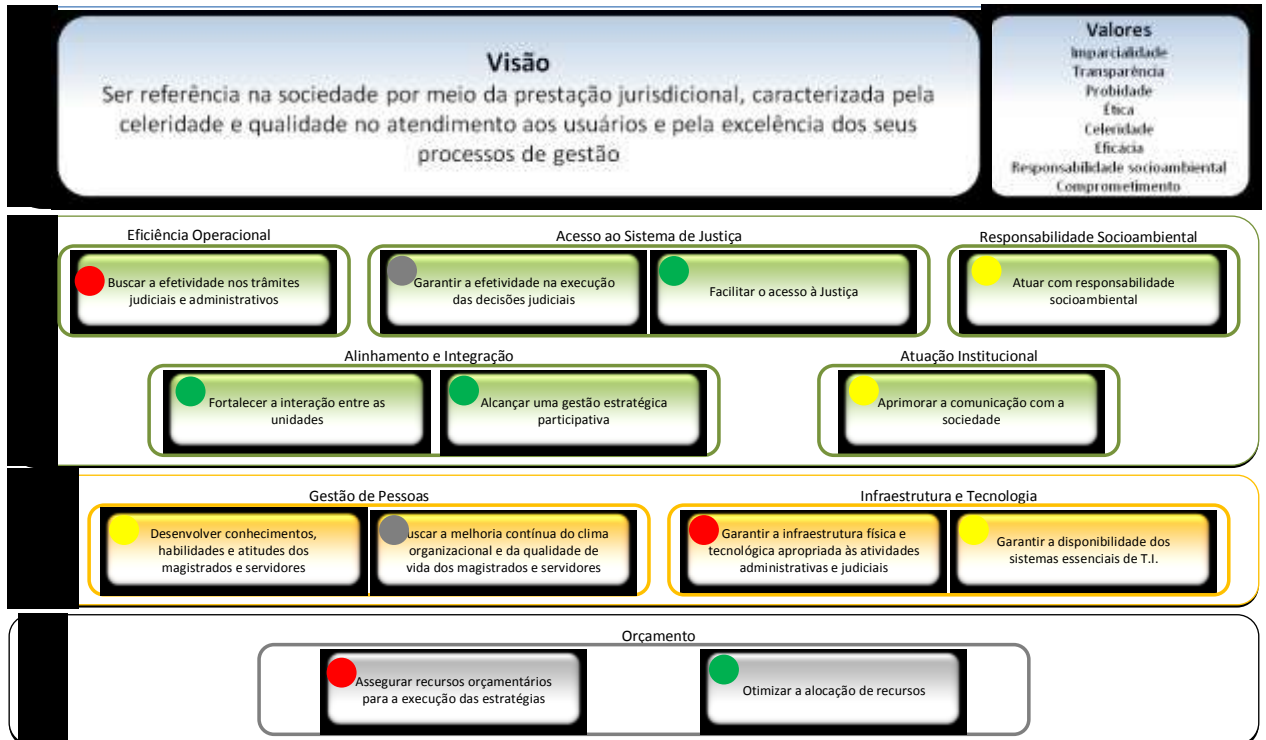 Visão
Ser referência na sociedade por meio da prestação jurisdicional, caracterizada pela
celeridade e qualidade no atendimento aos usuários e pela excelência dos seus
processos de gestão
Valores
Imparcialidade
Transparência
Probidade
Ética
Celeridade
Eficácia
Responsabilidade socioambiental
Comprometimento
Eficiência Operacional
Acesso ao Sistema de Justiça
Responsabilidade Socioambiental
Buscar a efetividade nos trâmites
judiciais e administrativos
Garantir a efetividade na execução
das decisões judiciais
Facilitar o acesso à Justiça
Atuar com responsabilidade
socioambiental
Alinhamento e Integração
Atuação Institucional
Fortalecer a interação entre as
unidades
Alcançar uma gestão estratégica
participativa
Aprimorar a comunicação com a
sociedade
Gestão de Pessoas
Infraestrutura e Tecnologia
Desenvolver conhecimentos,
habilidades e atitudes dos
magistrados e servidores
uscar a melhoria contínua do clima
organizacional e da qualidade de
vida dos magistrados e servidores
Garantir a infraestrutura física e
tecnológica apropriada às atividades
administrativas e judiciais
Garantir a disponibilidade dos
sistemas essenciais de T.I.
Orçamento
Assegurar recursos orçamentários
para a execução das estratégias
Otimizar a alocação de recursos